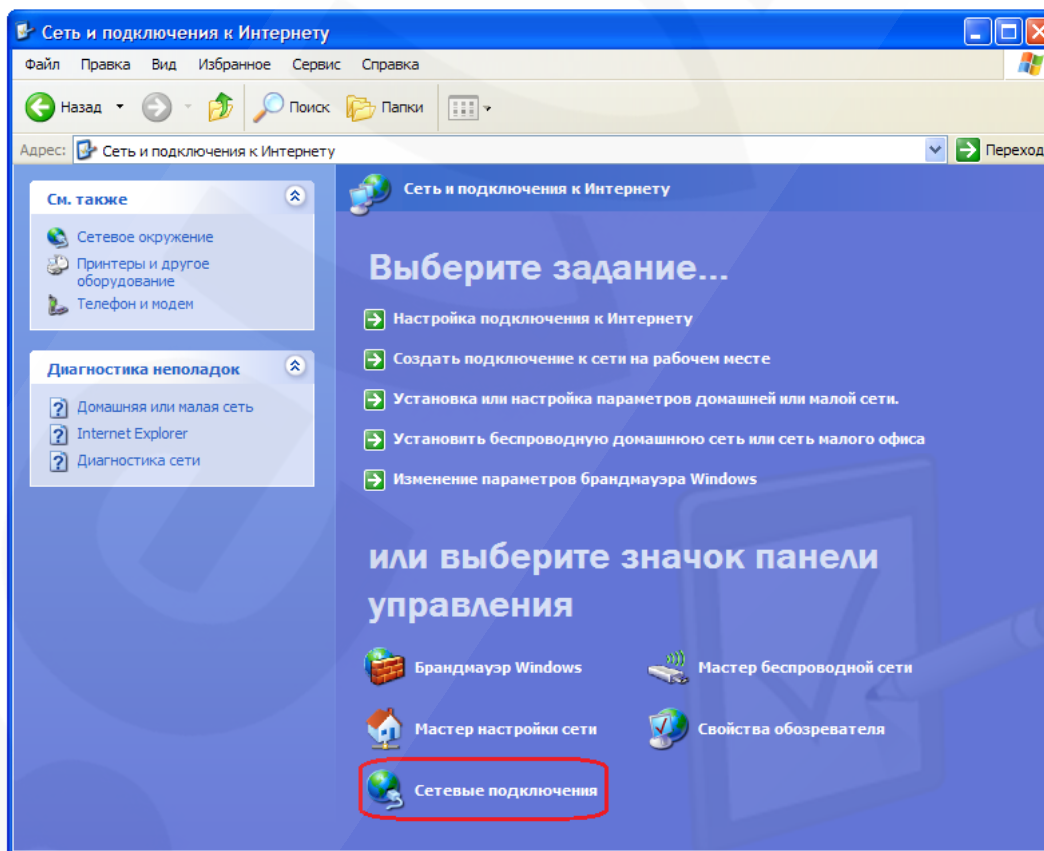 Сеть и подключения к Интернету
Файл Правка Вид Избранное Сервис Справка
Назад Поиск Папки
Адрес: Сеть и подключения к Интернету Переход
См. также
Сетевое окружение
Принтеры и другое
оборудование
Телефон и модем
Диагностика неполадок
Домашняя или малая сеть
Internet Explorer
Диагностика сети
Сеть и подключения к Интернету
Выберите задание...
Настройка подключения к Интернету
Создать подключение к сети на рабочем месте
Установка или настройка параметров домашней или малой сети.
Установить беспроводную домашнюю сеть или сеть малого офиса
Изменение параметров брандмауэра Windows
или выберите значок панели
управления
Брандмауэр Windows Мастер беспроводной сети
Мастер настройки сети Свойства обозревателя
Сетевые подключения